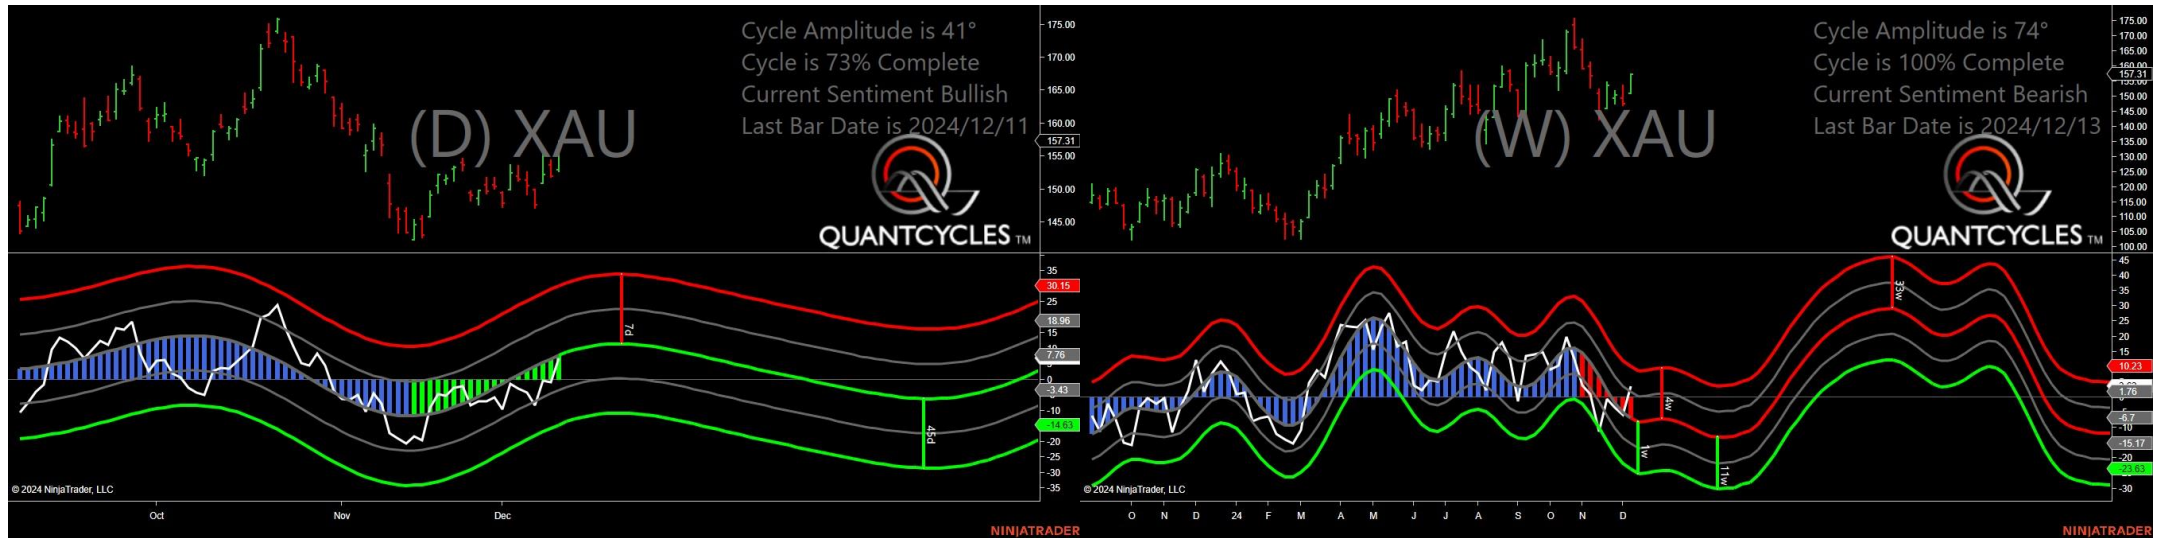 Cycle Amplitude is 41°
Cycle is 73% Complete
Current Sentiment Bullish
Last Bar Date is 2024/12/11
(D) XAU
QUANTCYCLES TM
175.00
170.00
165.00
160.00
157.31
155.00
150.00
145.00
35
30.15
25
18.96
15
7.76
0
-3.43
-10
-14.63
-20
-25
-30
-35
7d
45d
© 2024 NinjaTrader, LLC
Oct Nov Dec
NINJATRADER
Cycle Amplitude is 74°
Cycle is 100% Complete
Current Sentiment Bearish
Last Bar Date is 2024/12/13
(W) XAU
QUANTCYCLES TM
175.00
170.00
165.00
160.00
157.31
150.00
145.00
140.00
135.00
130.00
125.00
120.00
115.00
110.00
105.00
100.00
45
40
35
30
25
20
15
10.23
1.76
-6.7
-10
-15.17
-20
-23.63
-30
33w
4w
1w
11w
© 2024 NinjaTrader, LLC
O N D 24 F M A M J J A S O N D
NINJATRADER